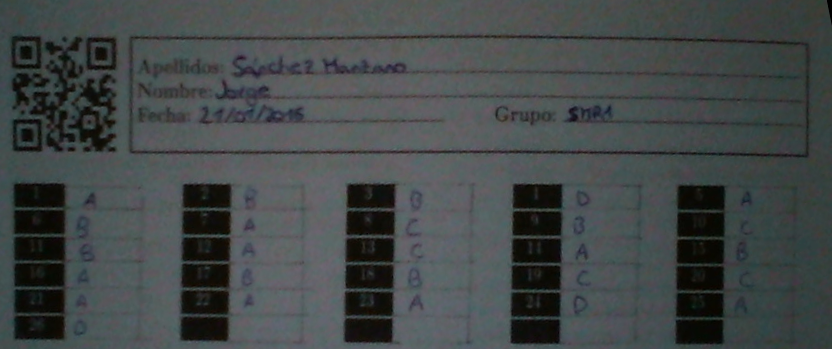 Apellidos: Sánchez Manzano
Nombre: Jorge
Fecha: 21/01/2016 Grupo: SMR1
1 A 2 B 3 B 4 D 5 A
6 B 7 A 8 C 9 B 10 C
11 B 12 A 13 C 14 A 15 B
16 A 17 B 18 B 19 C 20 C
21 A 22 A 23 A 24 D 25 A
26 D